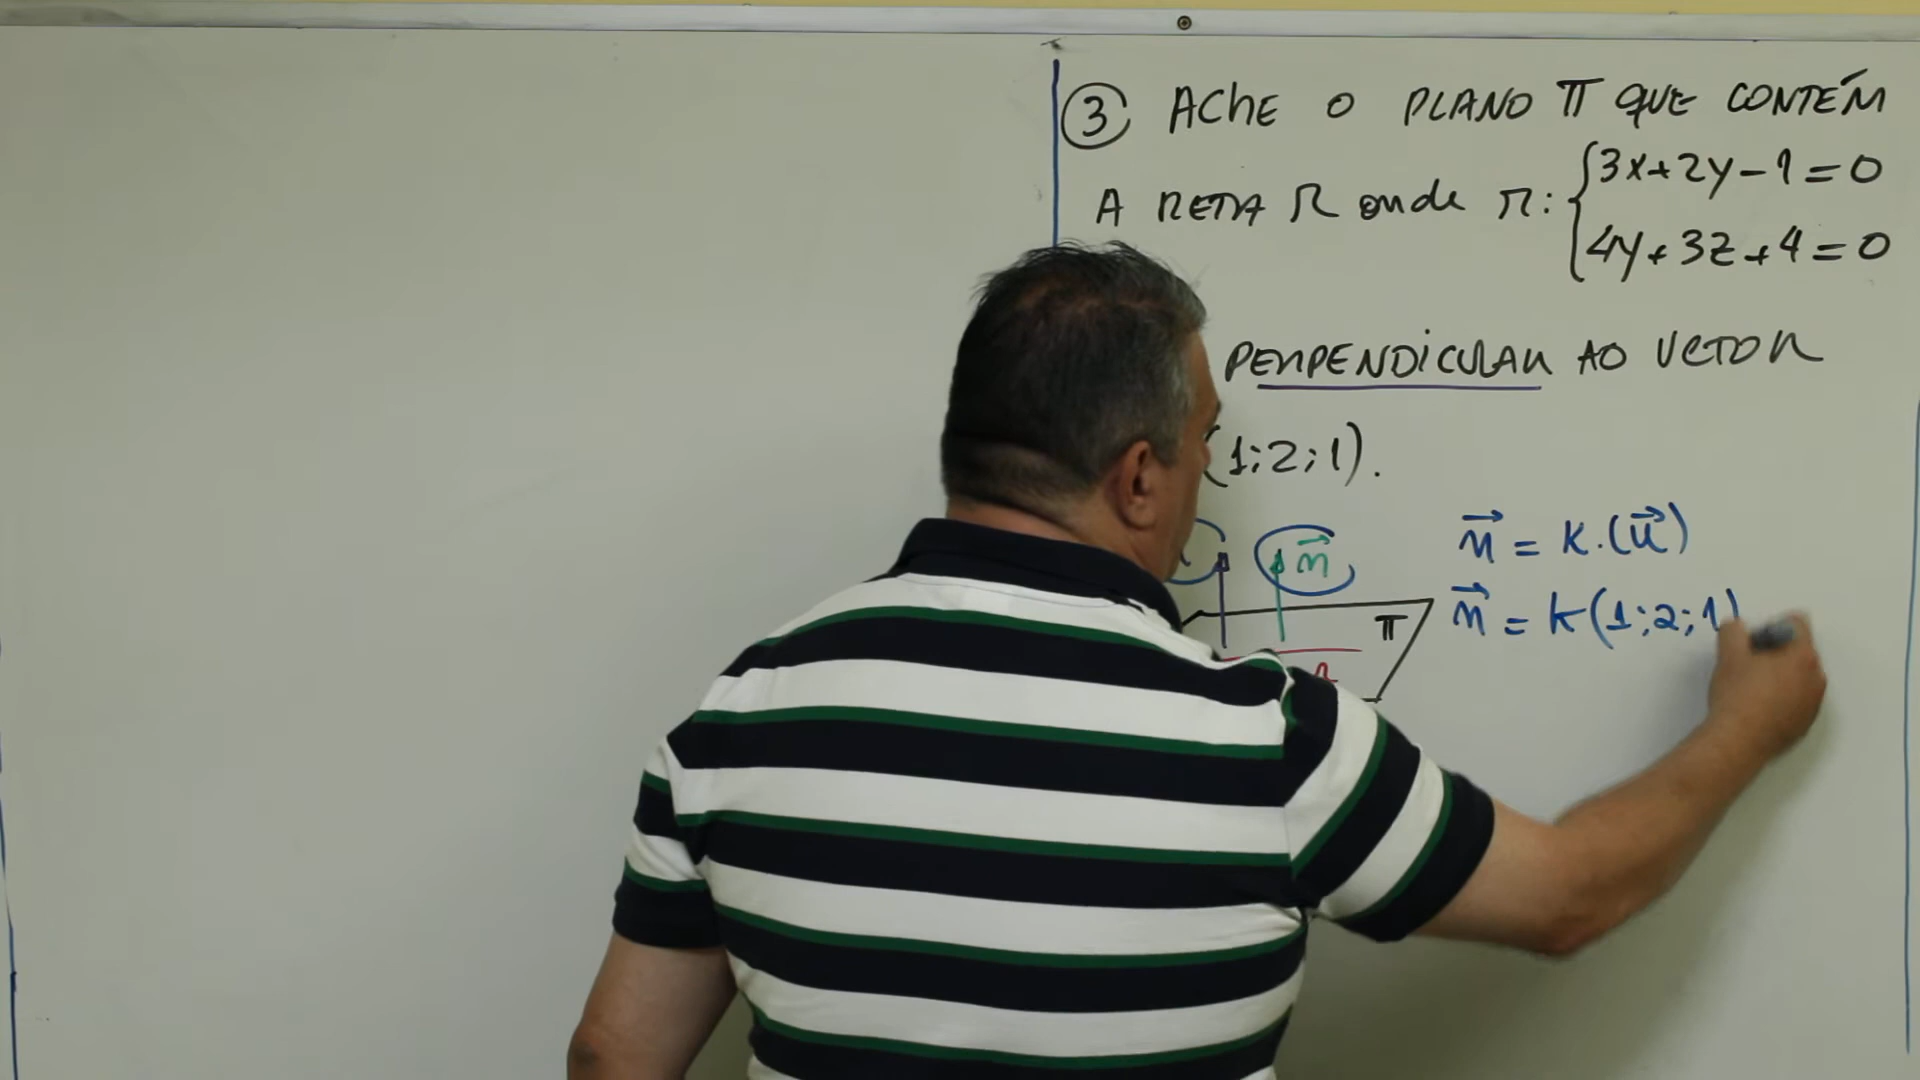 3 ACHE O PLANO π QUE CONTÉM
A RETA R onde r: { 3x+2y-1=0
4y+3z+4=0
PERPENDICULAR AO VETOR
(1;2;1).
n⃗ n⃗ = K.(u⃗)
n⃗ = K(1;2;1)
π
r